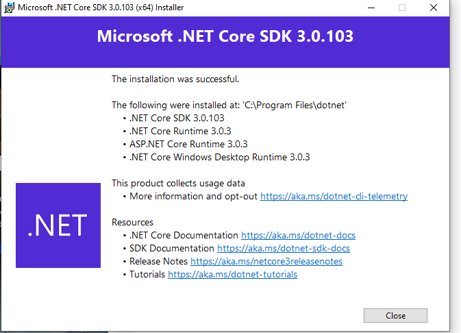 Microsoft .NET Core SDK 3.0.103 (x64) Installer
Microsoft .NET Core SDK 3.0.103
The installation was successful.
The following were installed at: 'C:\Program Files\dotnet'
• .NET Core SDK 3.0.103
• .NET Core Runtime 3.0.3
• ASP.NET Core Runtime 3.0.3
• .NET Core Windows Desktop Runtime 3.0.3
This product collects usage data
• More information and opt-out https://aka.ms/dotnet-cli-telemetry
.NET
Resources
• .NET Core Documentation https://aka.ms/dotnet-docs
• SDK Documentation https://aka.ms/dotnet-sdk-docs
• Release Notes https://aka.ms/netcore3releasenotes
• Tutorials https://aka.ms/dotnet-tutorials
Close